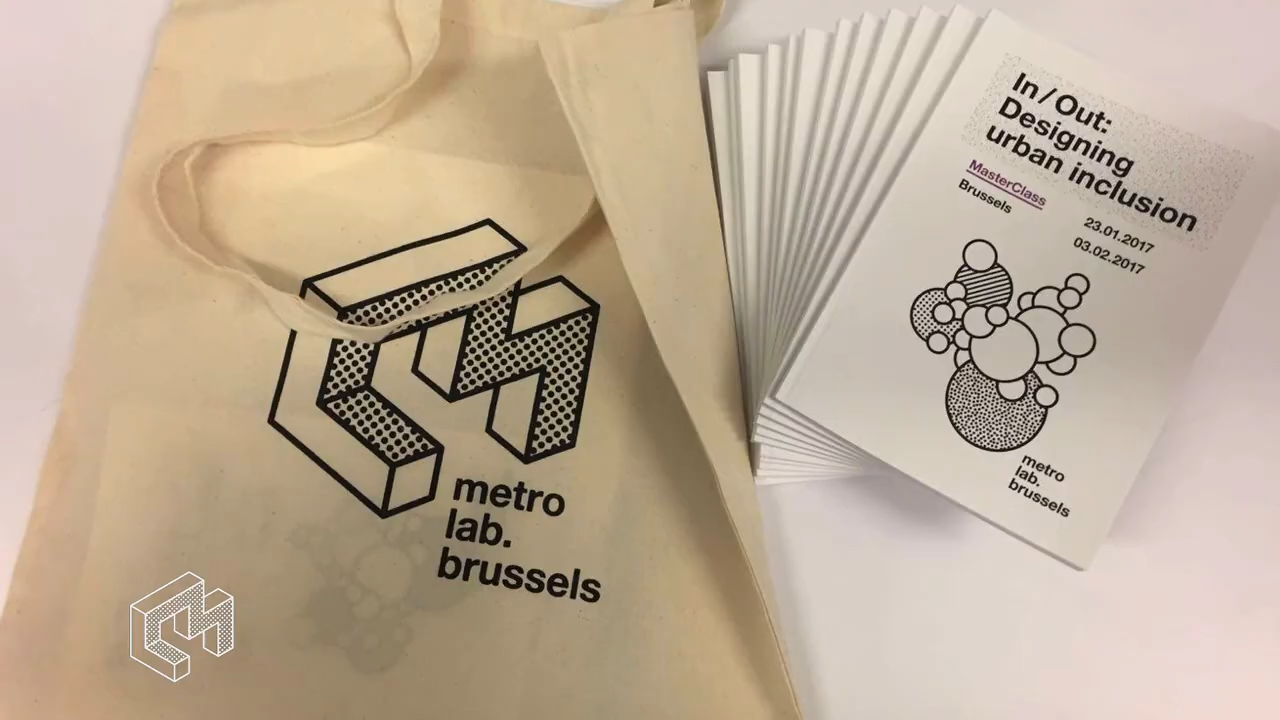 metro
lab.
brussels
In/Out:
Designing
urban inclusion
MasterClass
Brussels
23.01.2017
03.02.2017
metro
lab.
brussels